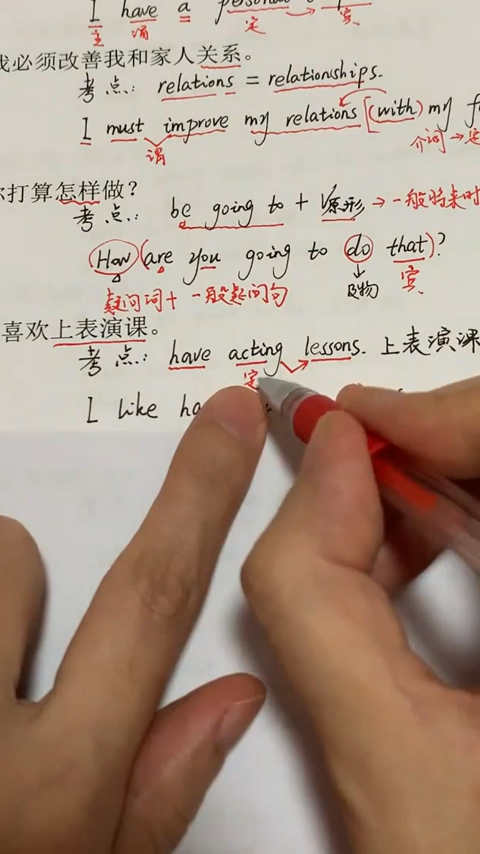 I have a
主 谓 定 宾
我必须改善我和家人关系。
考点: relations = relationships.
I must improve my relations [(with) my
谓 介词→定
你打算怎样做?
考点: be going to + V原形 → 一般将来时
How (are you going to do that)?
疑问词 + 一般疑问句 及物 宾
喜欢上表演课。
考点: have acting lessons. 上表演课
定
I like